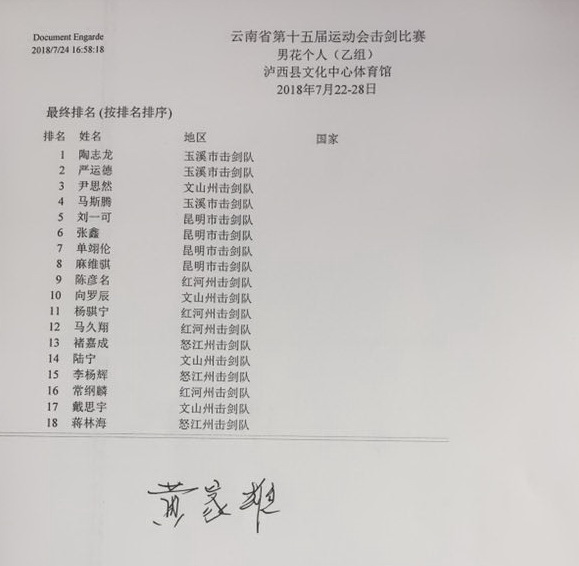 Document Engarde
2018/7/24 16:58:18
云南省第十五届运动会击剑比赛
男花个人（乙组）
泸西县文化中心体育馆
2018年7月22-28日
最终排名 (按排名排序)
排名 姓名 地区 国家
1 陶志龙 玉溪市击剑队
2 严运德 玉溪市击剑队
3 尹思然 文山州击剑队
4 马斯腾 玉溪市击剑队
5 刘一可 昆明市击剑队
6 张鑫 昆明市击剑队
7 单翊伦 昆明市击剑队
8 麻维骐 昆明市击剑队
9 陈彦名 红河州击剑队
10 向罗辰 文山州击剑队
11 杨骐宁 红河州击剑队
12 马久翔 红河州击剑队
13 褚嘉成 怒江州击剑队
14 陆宁 文山州击剑队
15 李杨辉 怒江州击剑队
16 常纲麟 红河州击剑队
17 戴思宇 文山州击剑队
18 蒋林海 怒江州击剑队
黄家雄